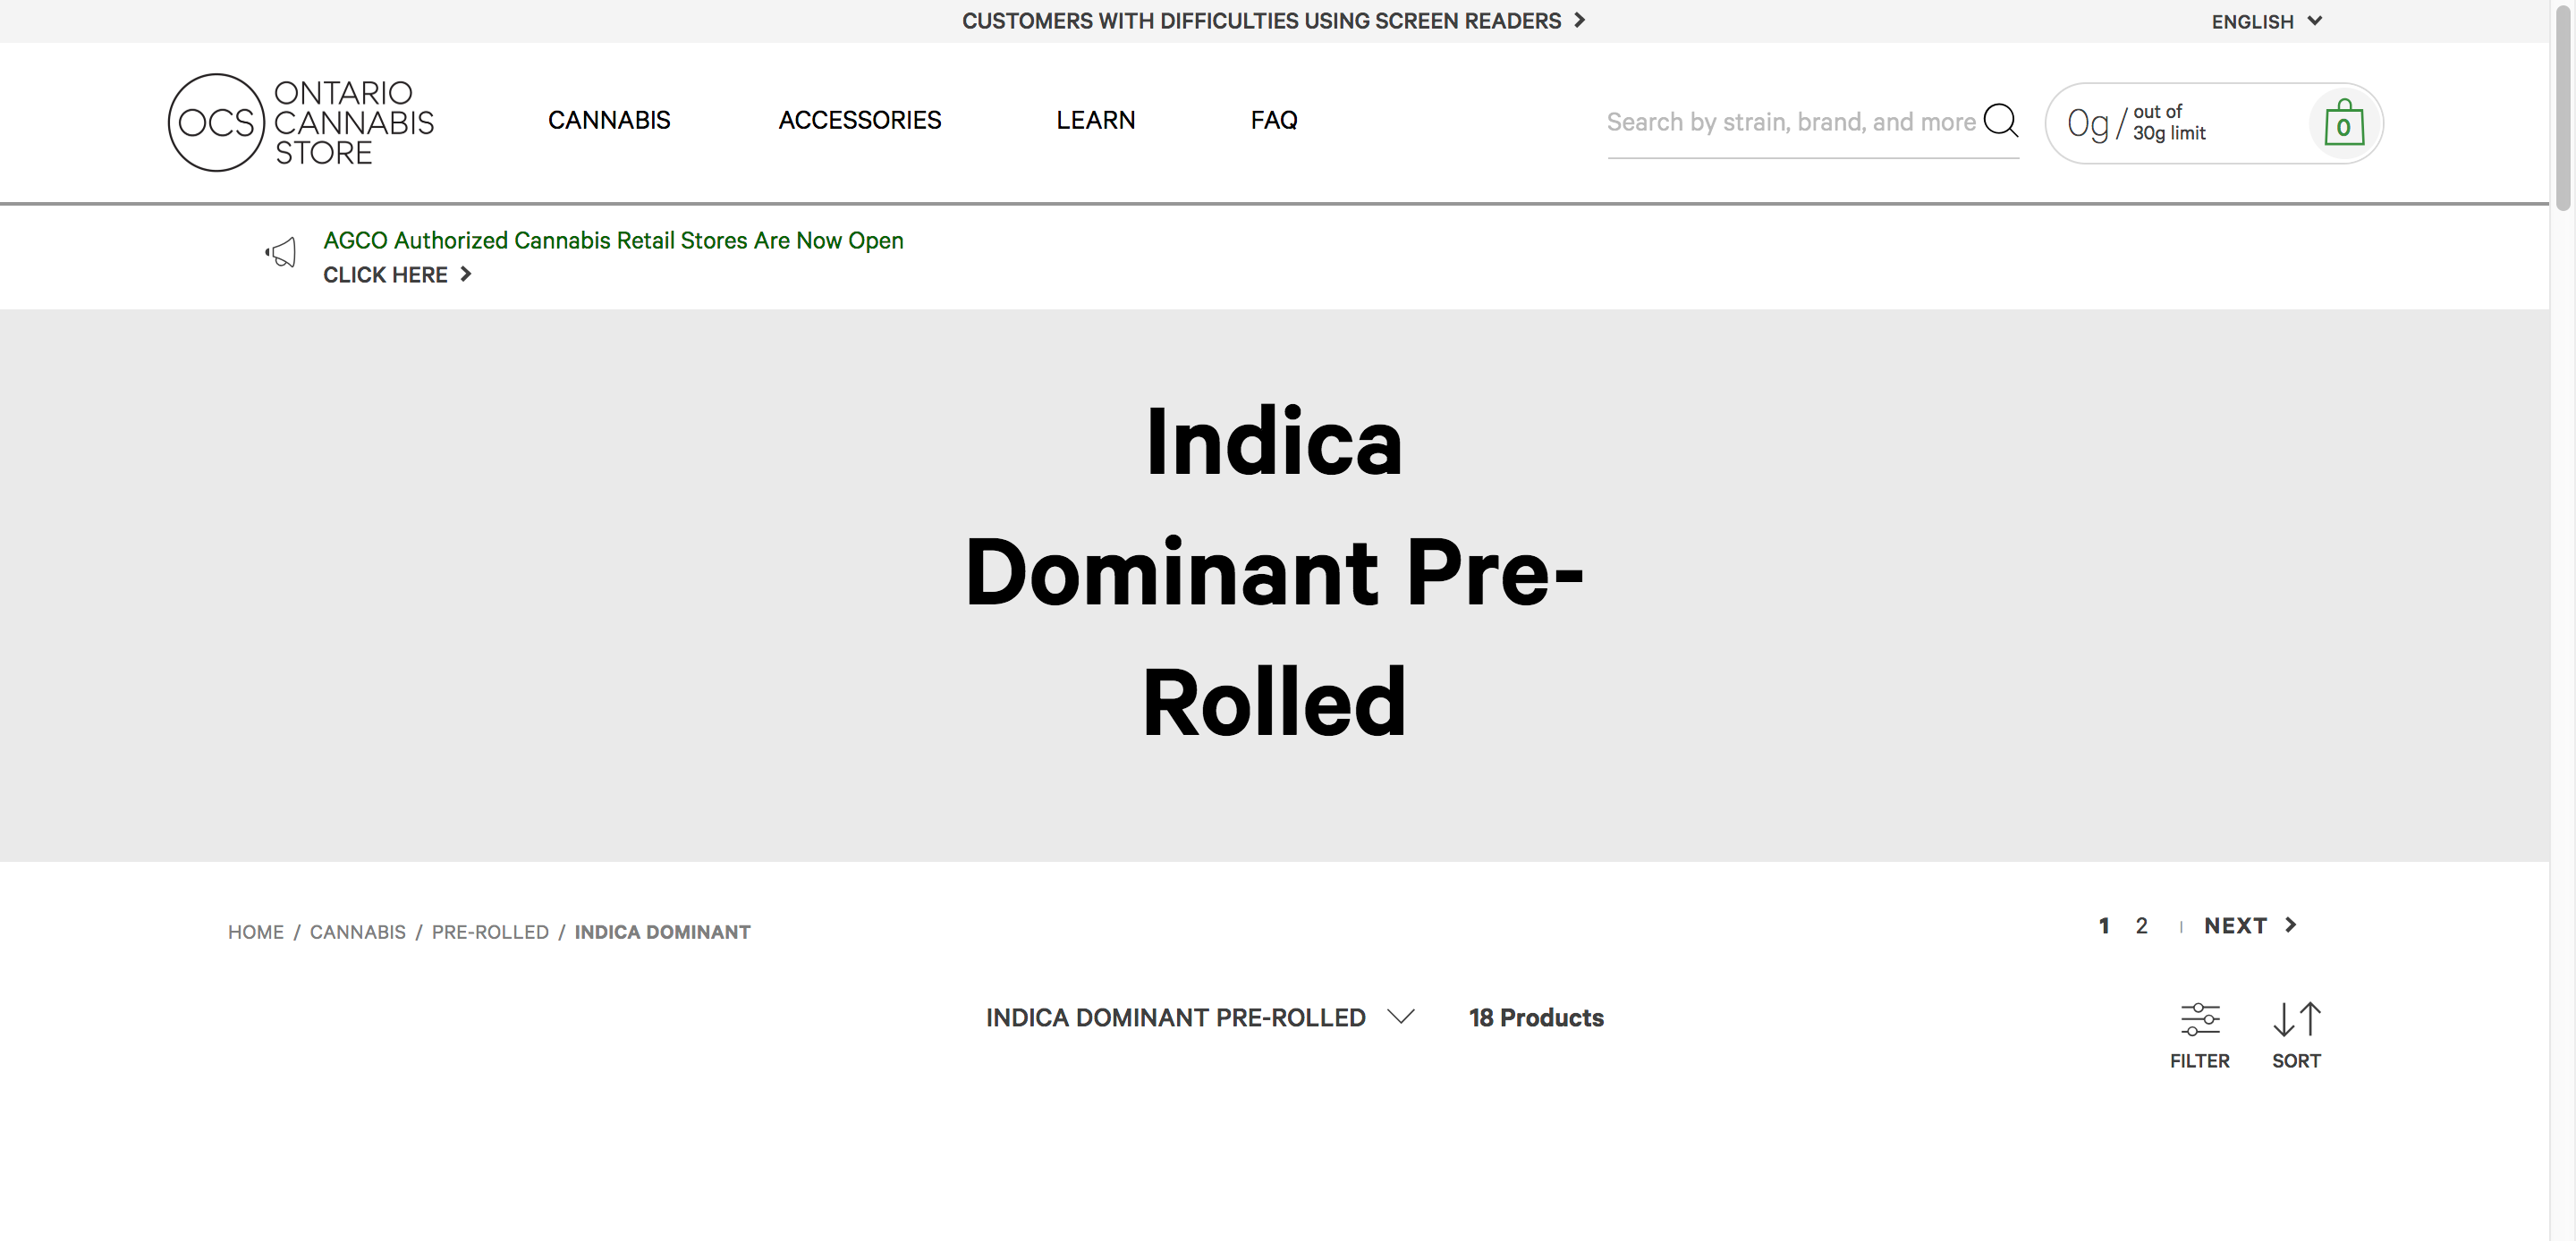 CUSTOMERS WITH DIFFICULTIES USING SCREEN READERS
ENGLISH
OCS
ONTARIO
CANNABIS
STORE
CANNABIS
ACCESSORIES
LEARN
FAQ
Search by strain, brand, and more
0g/
out of
30g limit
0
AGCO Authorized Cannabis Retail Stores Are Now Open
CLICK HERE
Indica
Dominant Pre-
Rolled
HOME / CANNABIS / PRE-ROLLED / INDICA DOMINANT
1 2 | NEXT
INDICA DOMINANT PRE-ROLLED
18 Products
FILTER
SORT